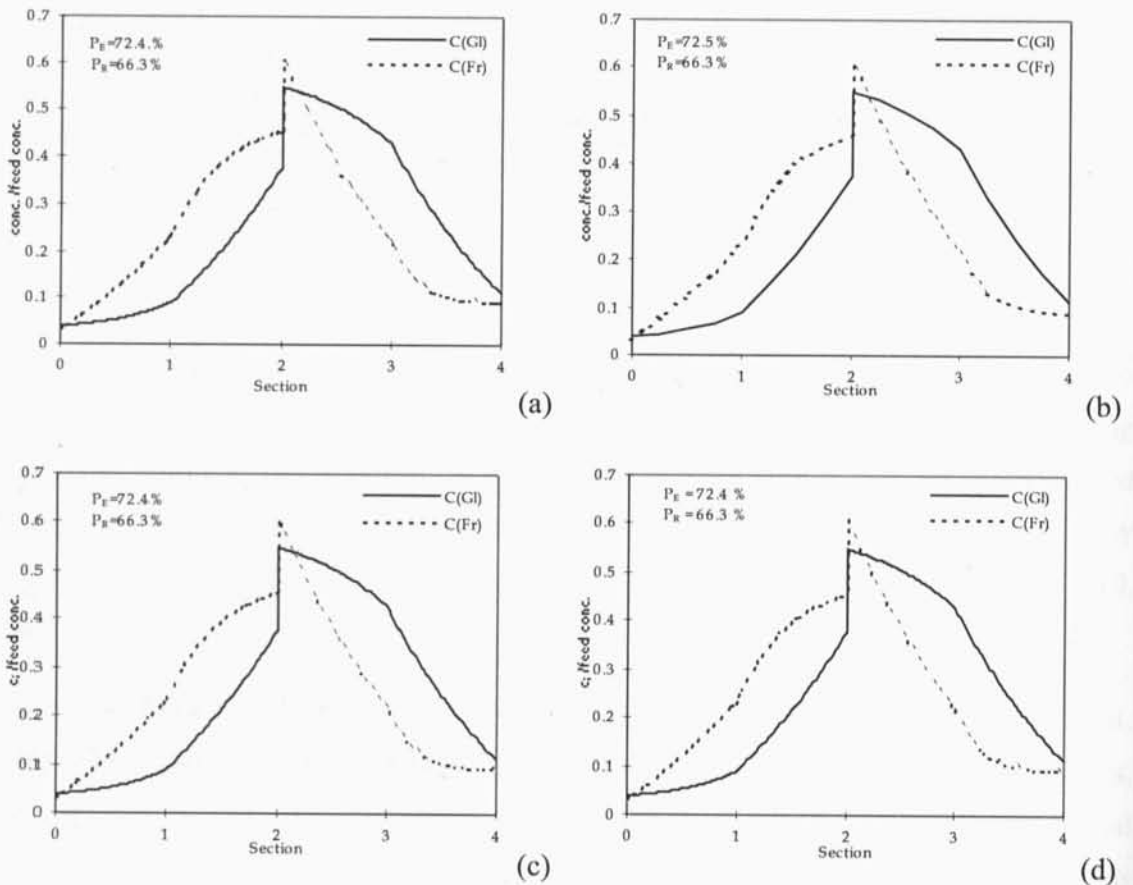 0.7
0.6
0.5
0.4
0.3
0.2
0.1
0
conc. /feed conc.
P_E=72.4.%
P_R=66.3%
C(Gl)
C(Fr)
0 1 2 3 4
Section
(a)
0.7
0.6
0.5
0.4
0.3
0.2
0.1
0
conc./feed conc.
P_E=72.5%
P_R=66.3%
C(Gl)
C(Fr)
0 1 2 3 4
Section
(b)
0.7
0.6
0.5
0.4
0.3
0.2
0.1
0
c_i /feed conc.
P_E=72.4%
P_R=66.3%
C(Gl)
C(Fr)
0 1 2 3 4
Section
(c)
0.7
0.6
0.5
0.4
0.3
0.2
0.1
0
c_i /feed conc.
P_E = 72.4 %
P_R = 66.3 %
C(Gl)
C(Fr)
0 1 2 3 4
Section
(d)